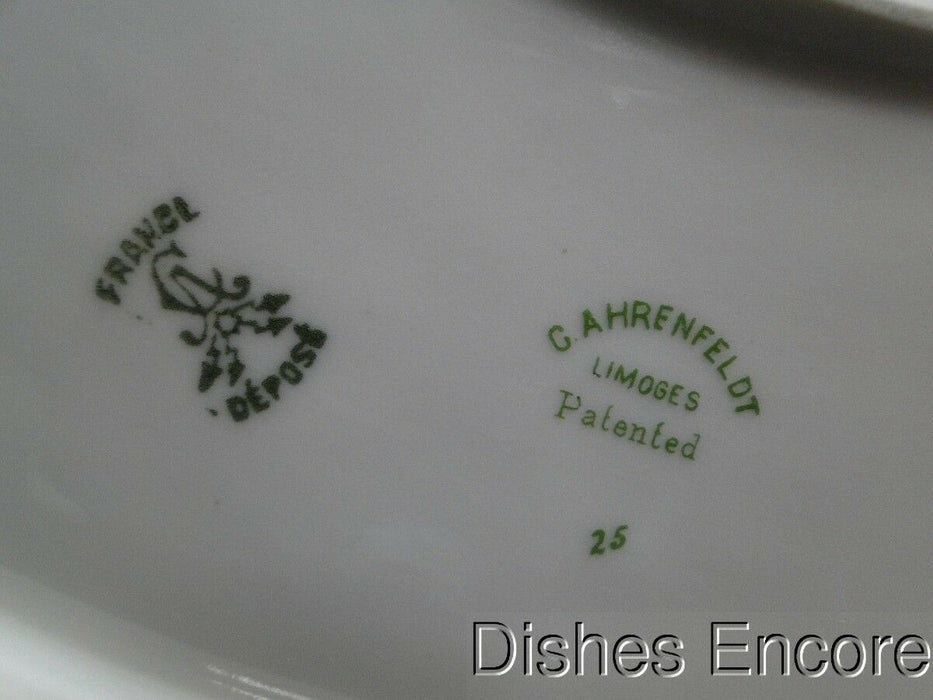 FRANCE
DÉPOSÉ
C. AHRENFELDT
LIMOGES
Patented
25
Dishes Encore